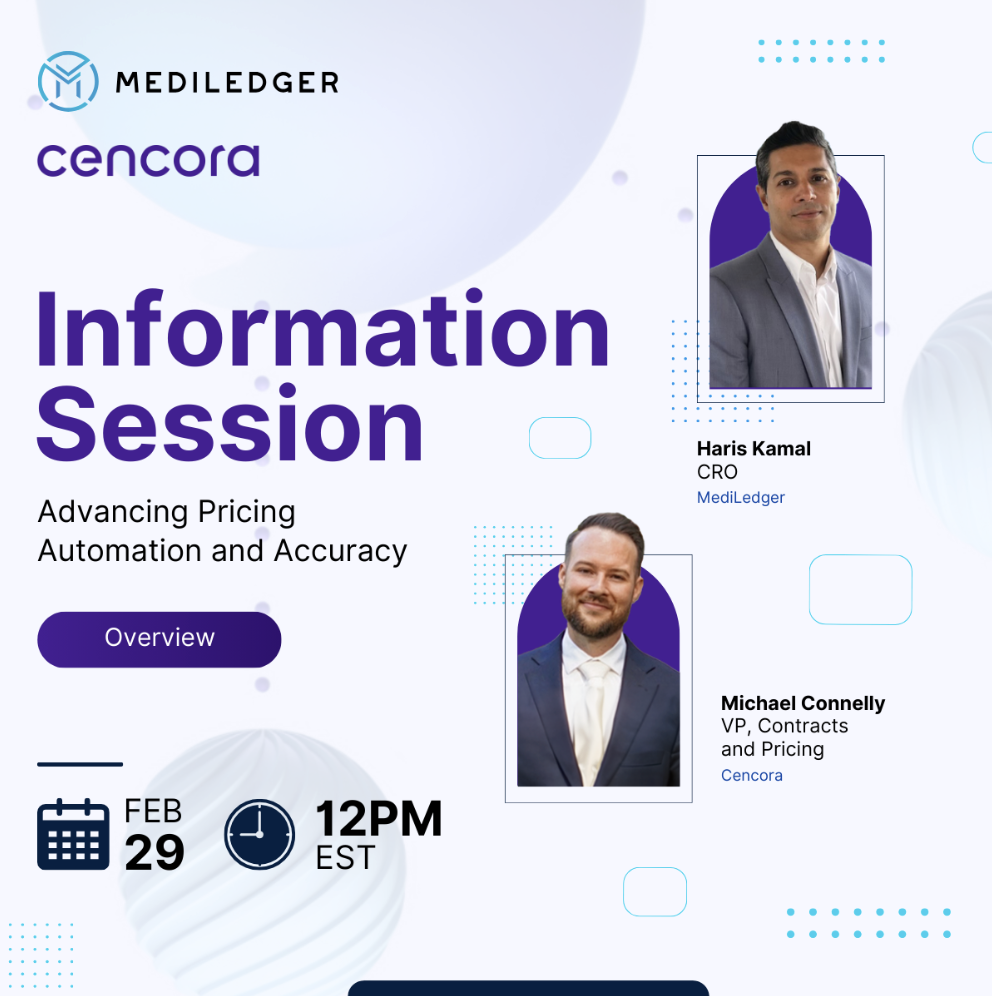 MEDILEDGER
cencora
Information
Session
Advancing Pricing
Automation and Accuracy
Overview
FEB
29
12PM
EST
Haris Kamal
CRO
MediLedger
Michael Connelly
VP, Contracts
and Pricing
Cencora